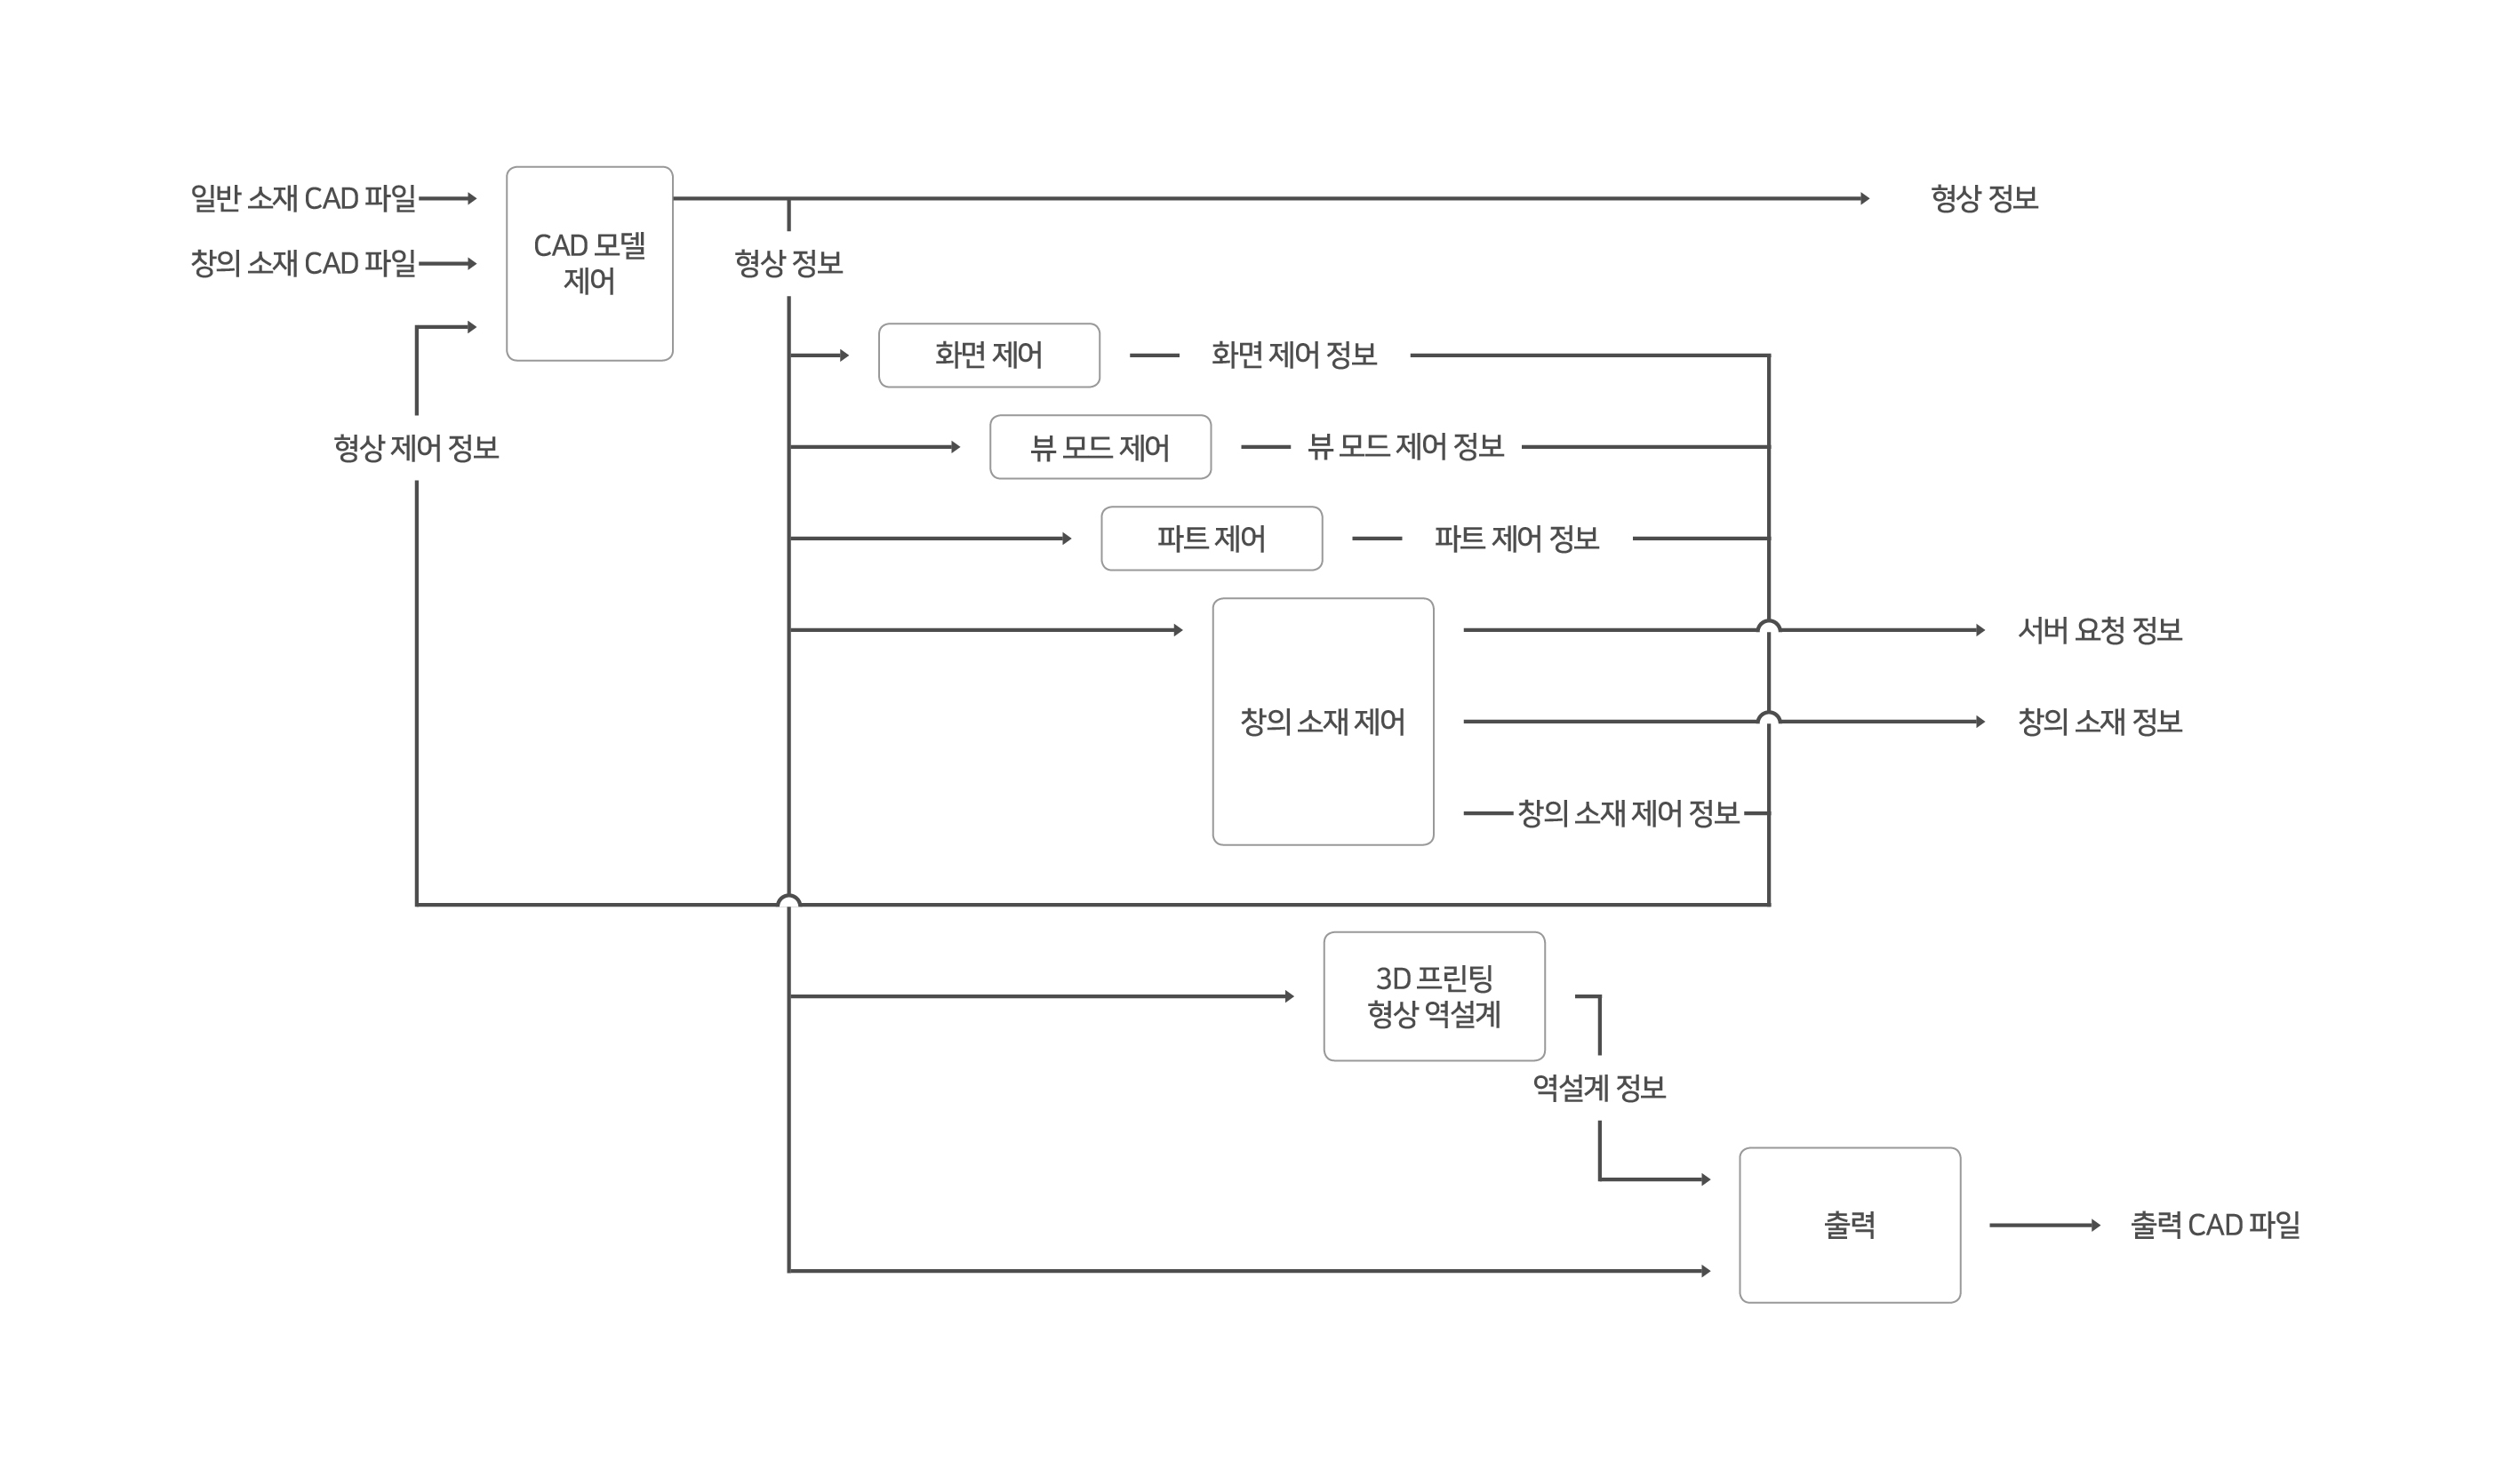 일반 소재 CAD 파일
창의 소재 CAD 파일
CAD 모델
제어
형상 정보
형상 정보
화면 제어
화면 제어 정보
형상 제어 정보
뷰 모드 제어
뷰 모드 제어 정보
파트 제어
파트 제어 정보
서버 요청 정보
창의 소재 제어
창의 소재 정보
창의 소재 제어 정보
3D 프린팅
형상 역설계
역설계 정보
출력
출력 CAD 파일